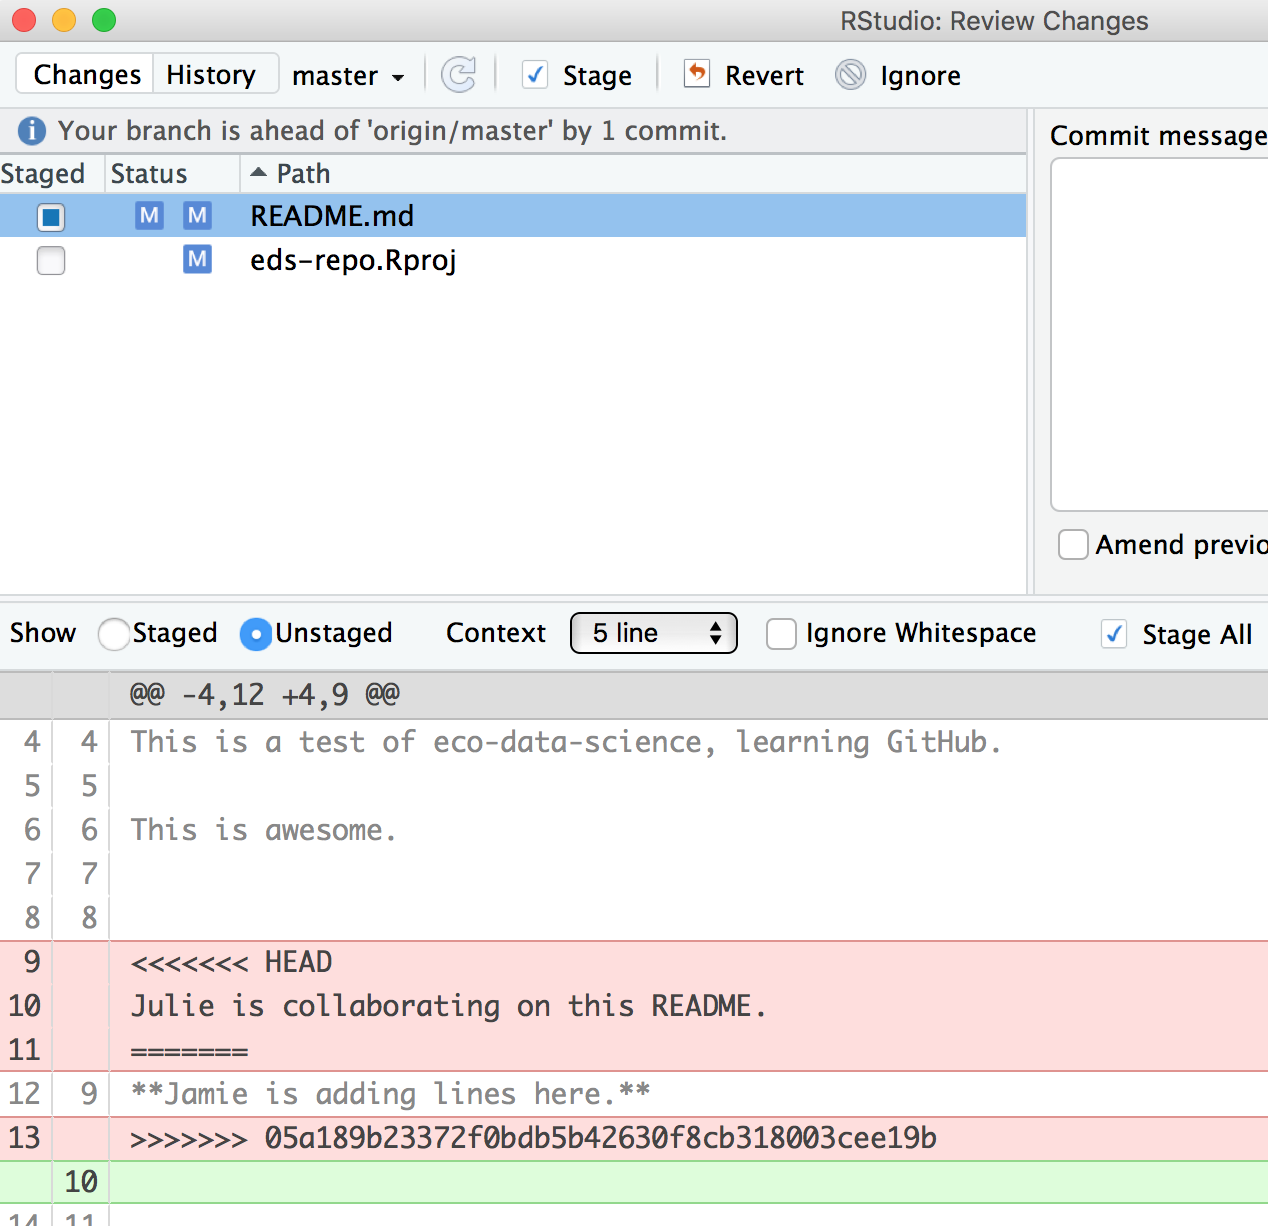 RStudio: Review Changes
Changes History master Stage Revert Ignore
Your branch is ahead of 'origin/master' by 1 commit.
Commit message
Staged Status Path
M M README.md
M eds-repo.Rproj
Amend previo
Show Staged Unstaged Context 5 line Ignore Whitespace Stage All
@@ -4,12 +4,9 @@
4 4 This is a test of eco-data-science, learning GitHub.
5 5
6 6 This is awesome.
7 7
8 8
9 <<<<<<< HEAD
10 Julie is collaborating on this README.
11 =======
12 9 **Jamie is adding lines here.**
13 >>>>>>> 05a189b23372f0bdb5b42630f8cb318003cee19b
10
14 11